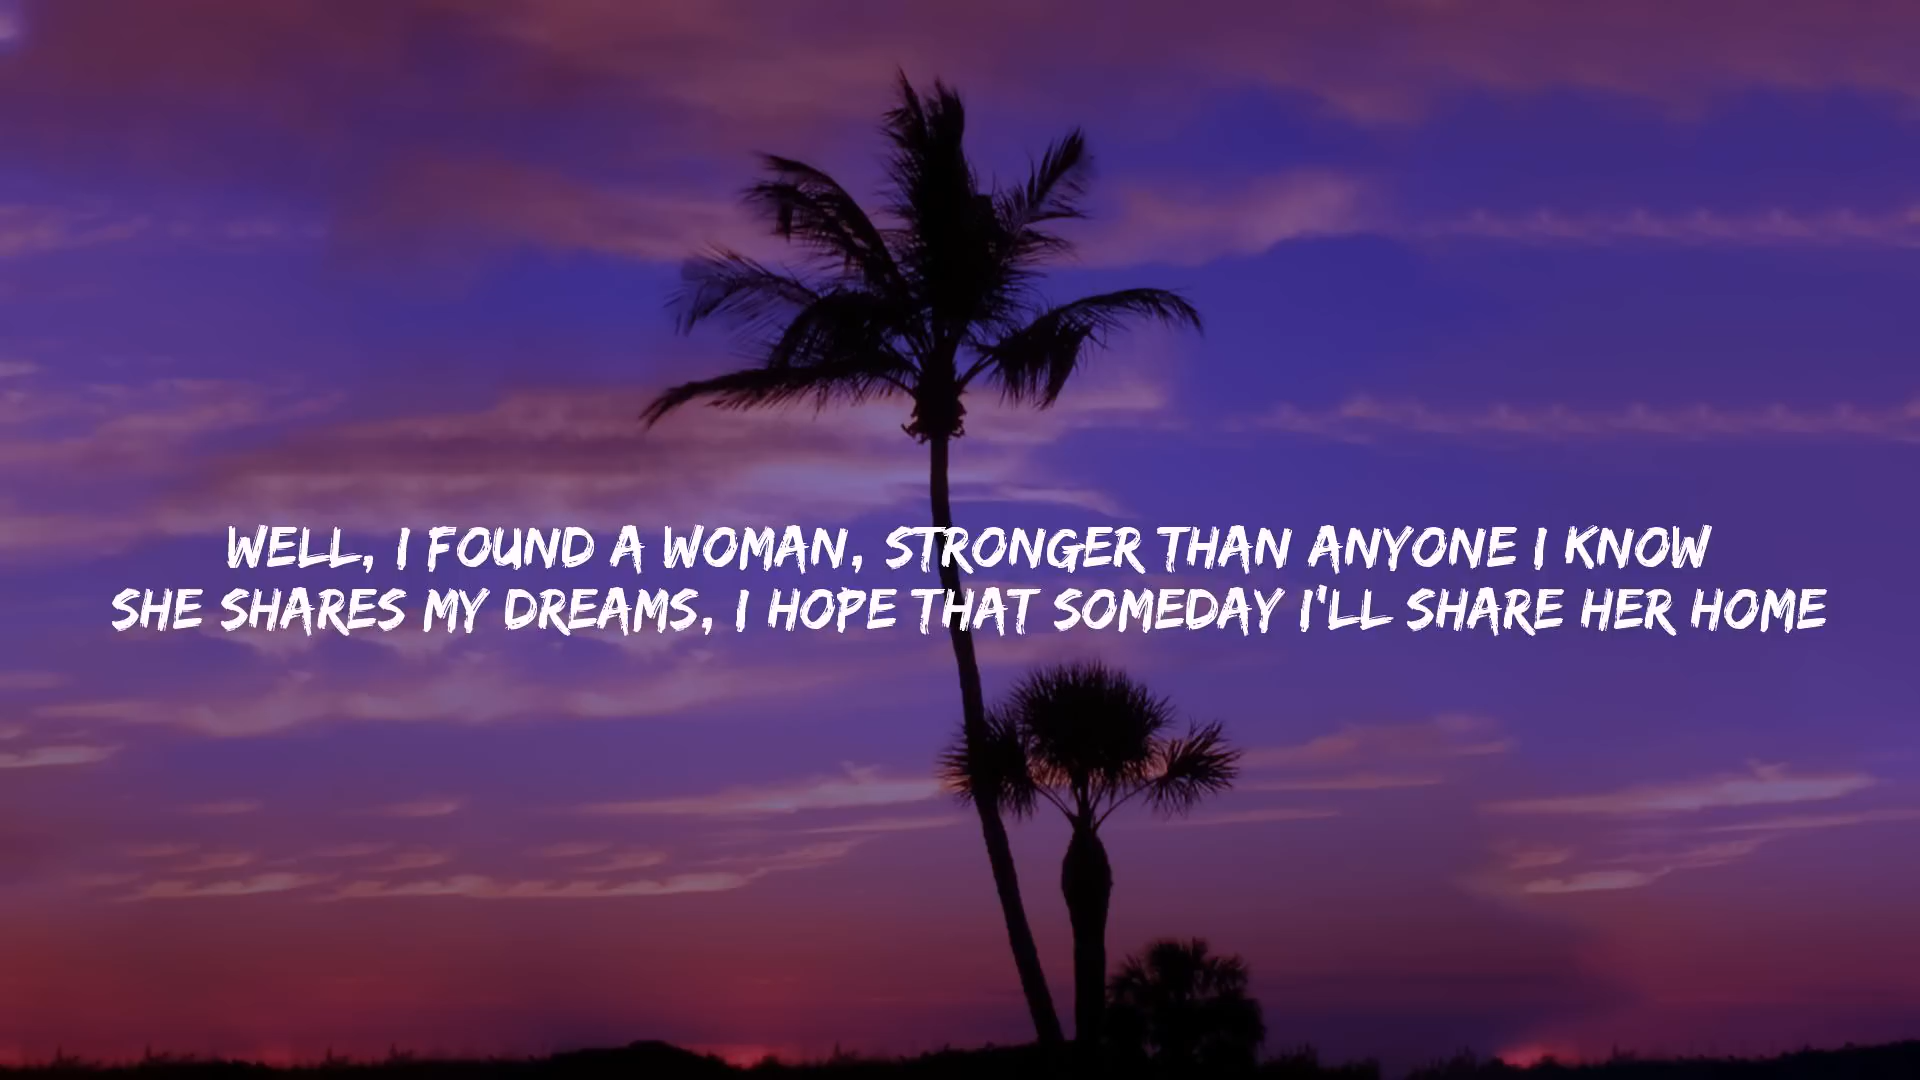 WELL, I FOUND A WOMAN, STRONGER THAN ANYONE I KNOW
SHE SHARES MY DREAMS, I HOPE THAT SOMEDAY I'LL SHARE HER HOME